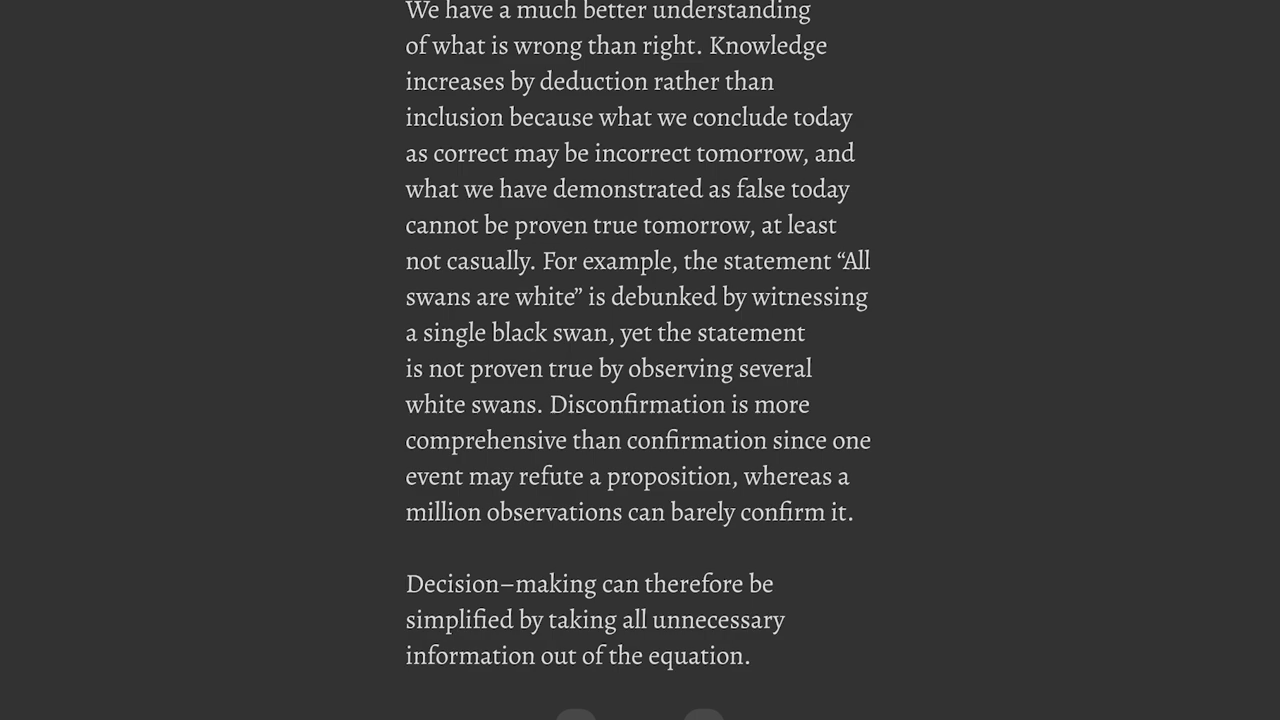 We have a much better understanding
of what is wrong than right. Knowledge
increases by deduction rather than
inclusion because what we conclude today
as correct may be incorrect tomorrow, and
what we have demonstrated as false today
cannot be proven true tomorrow, at least
not casually. For example, the statement “All
swans are white” is debunked by witnessing
a single black swan, yet the statement
is not proven true by observing several
white swans. Disconfirmation is more
comprehensive than confirmation since one
event may refute a proposition, whereas a
million observations can barely confirm it.
Decision–making can therefore be
simplified by taking all unnecessary
information out of the equation.